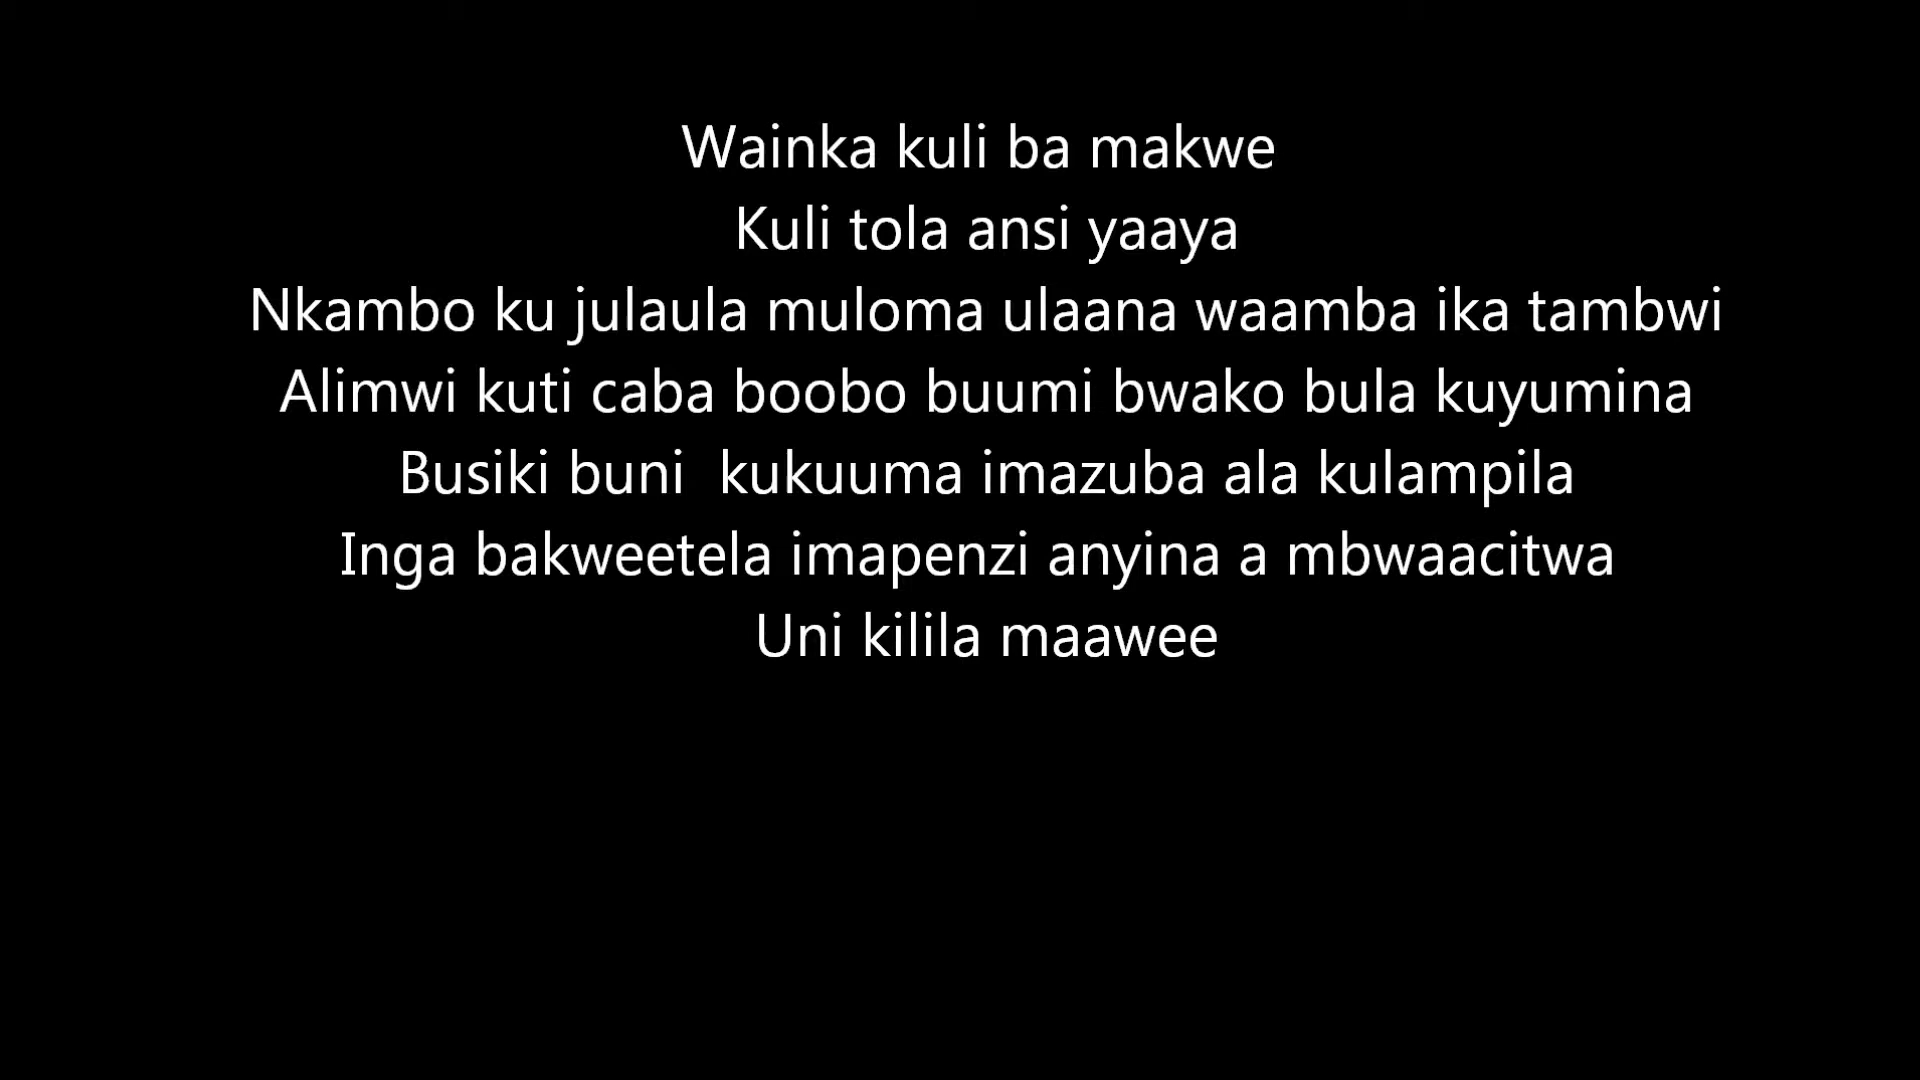 Wainka kuli ba makwe
Kuli tola ansi yaaya
Nkambo ku julaula muloma ulaana waamba ika tambwi
Alimwi kuti caba boobo buumi bwako bula kuyumina
Busiki buni  kukuuma imazuba ala kulampila
Inga bakweetela imapenzi anyina a mbwaacitwa
Uni kilila maawee